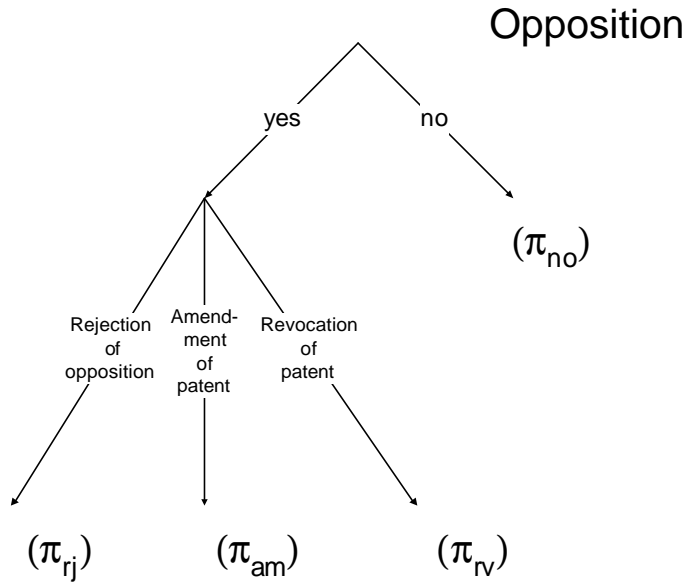 Opposition
yes
no
(π_no)
Rejection
of
opposition
Amend-
ment
of
patent
Revocation
of
patent
(π_rj)
(π_am)
(π_rv)